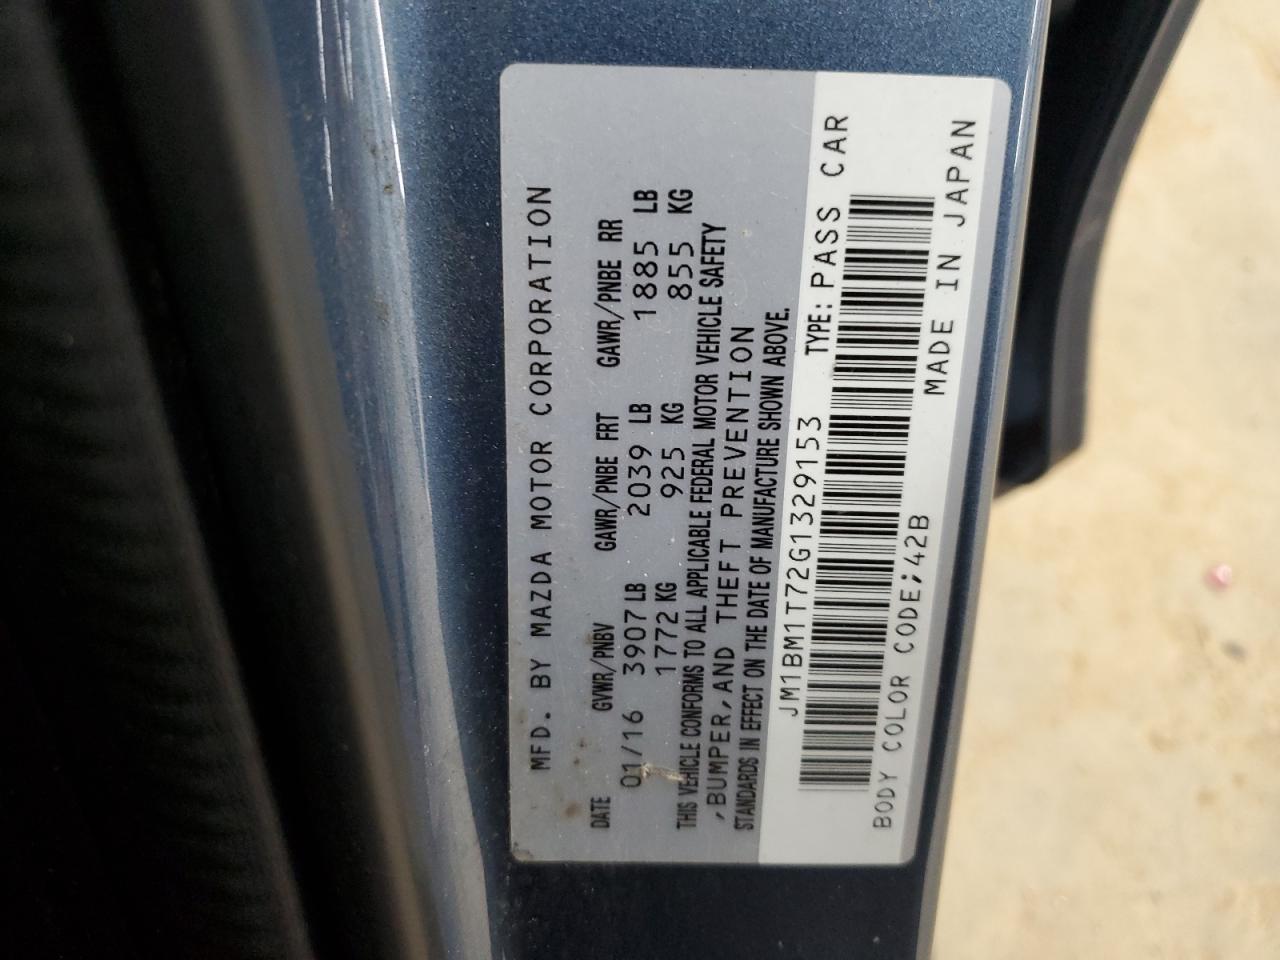 MFD. BY MAZDA MOTOR CORPORATION
DATE GVWR/PNBV GAWR/PNBE FRT GAWR/PNBE RR
01/16 3907 LB 2039 LB 1885 LB
1772 KG 925 KG 855 KG
THIS VEHICLE CONFORMS TO ALL APPLICABLE FEDERAL MOTOR VEHICLE SAFETY
,BUMPER,AND THEFT PREVENTION
STANDARDS IN EFFECT ON THE DATE OF MANUFACTURE SHOWN ABOVE.
JM1BM1T72G1329153 TYPE: PASS CAR
BODY COLOR CODE;42B MADE IN JAPAN